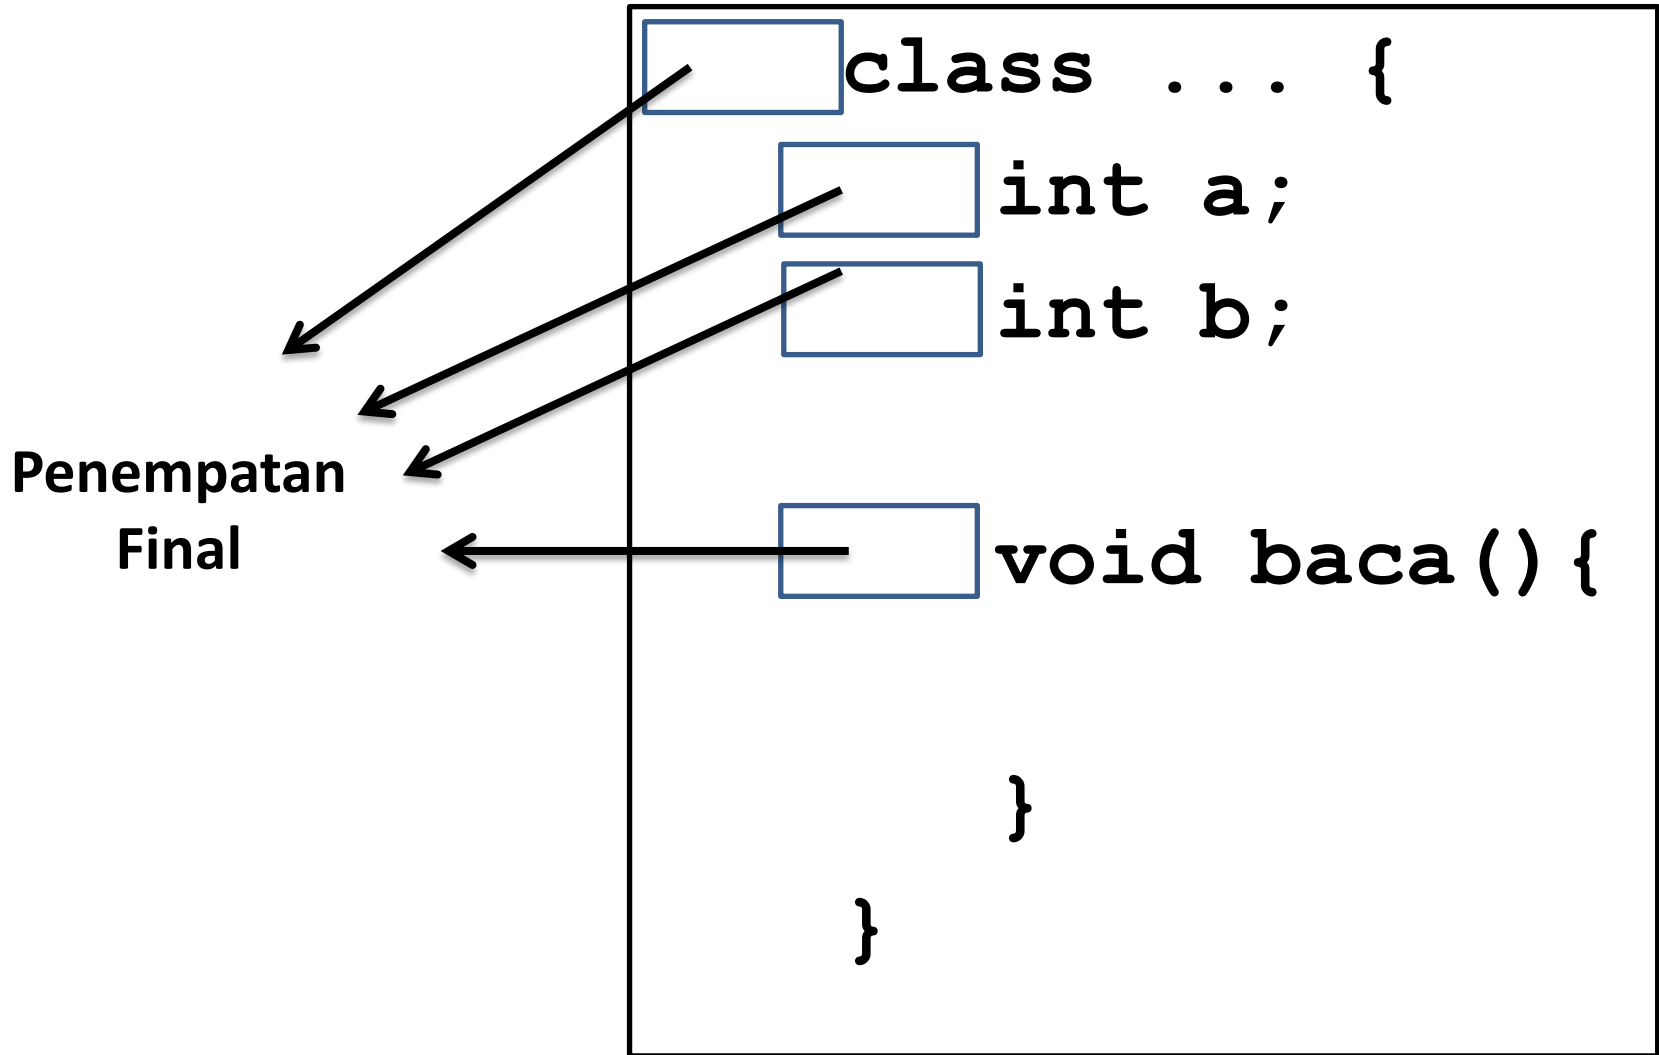 class ... {
int a;
int b;
Penempatan
Final
void baca(){
}
}